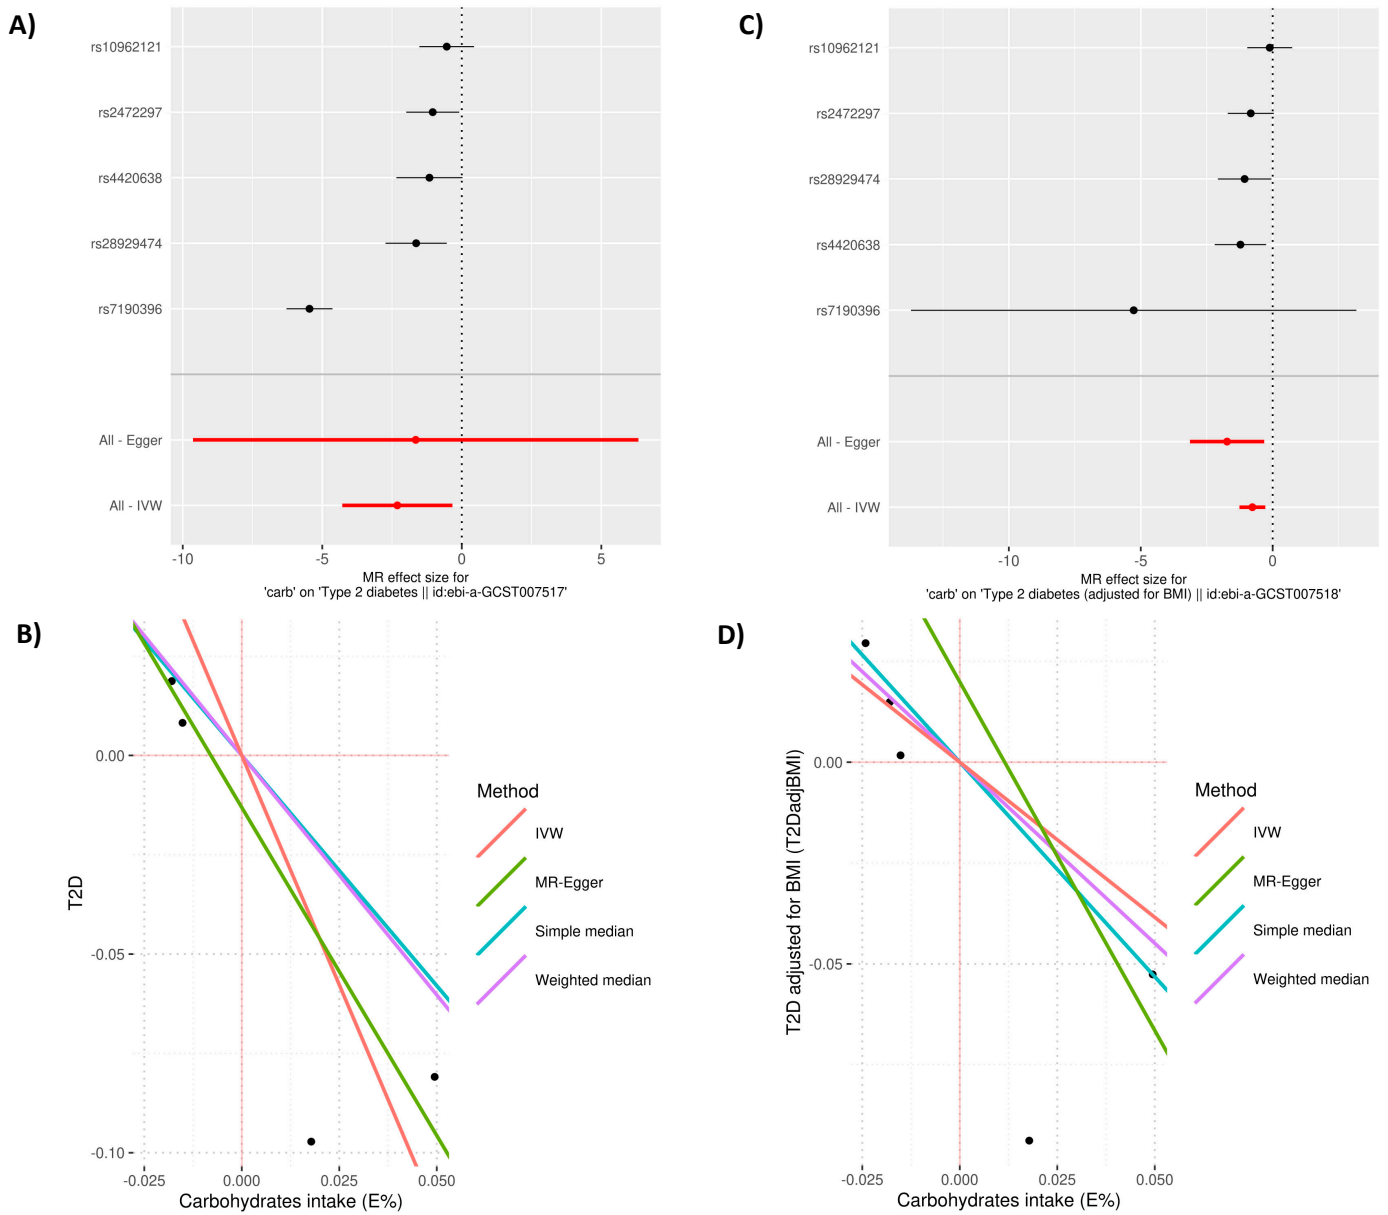 A)
rs10962121
rs2472297
rs4420638
rs28929474
rs7190396
All - Egger
All - IVW
-10
-5
0
5
MR effect size for
'carb' on 'Type 2 diabetes || id:ebi-a-GCST007517'
C)
rs10962121
rs2472297
rs28929474
rs4420638
rs7190396
All - Egger
All - IVW
-10
-5
0
MR effect size for
'carb' on 'Type 2 diabetes (adjusted for BMI) || id:ebi-a-GCST007518'
B)
T2D
0.00
-0.05
-0.10
-0.025
0.000
0.025
0.050
Carbohydrates intake (E%)
Method
IVW
MR-Egger
Simple median
Weighted median
D)
T2D adjusted for BMI (T2DadjBMI)
0.00
-0.05
-0.025
0.000
0.025
0.050
Carbohydrates intake (E%)
Method
IVW
MR-Egger
Simple median
Weighted median